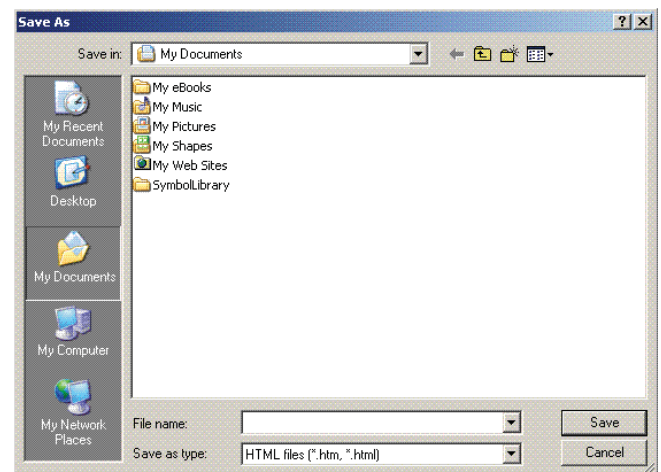 Save As
Save in: My Documents
My eBooks
My Music
My Pictures
My Shapes
My Web Sites
SymbolLibrary
My Recent
Documents
Desktop
My Documents
My Computer
My Network
Places
File name:
Save
Save as type: HTML files (*.htm, *.html)
Cancel